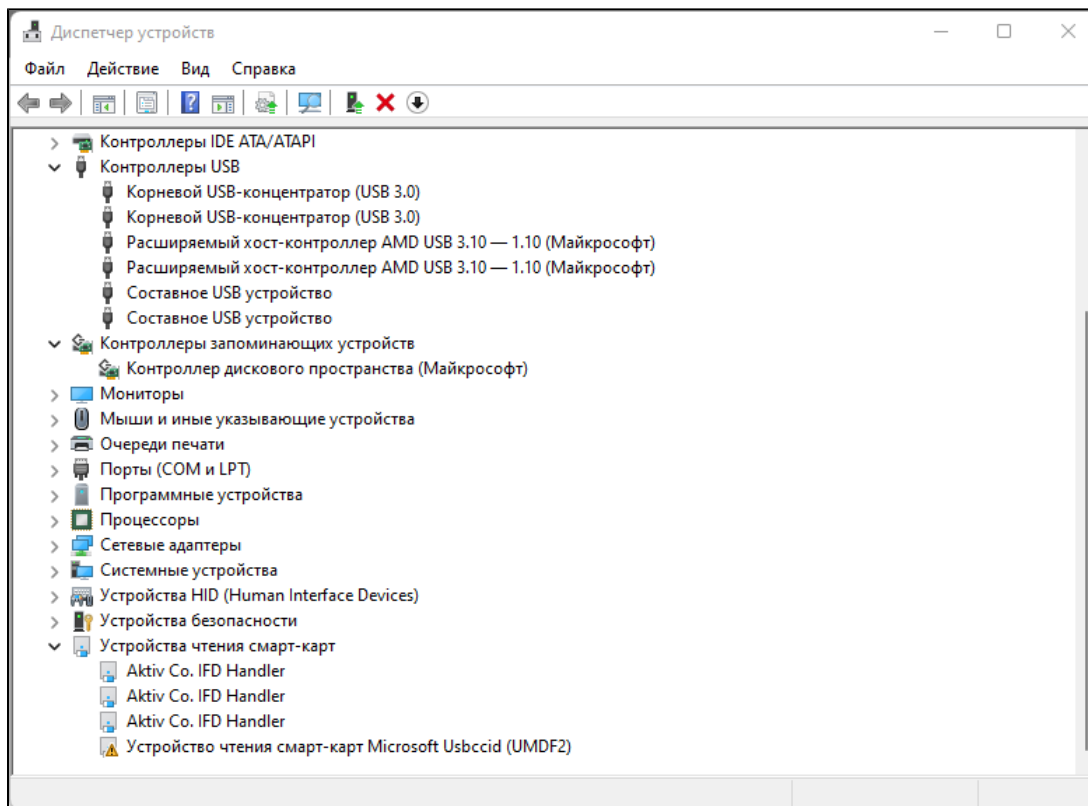 Диспетчер устройств
Файл Действие Вид Справка
Контроллеры IDE ATA/ATAPI
Контроллеры USB
Корневой USB-концентратор (USB 3.0)
Корневой USB-концентратор (USB 3.0)
Расширяемый хост-контроллер AMD USB 3.10 — 1.10 (Майкрософт)
Расширяемый хост-контроллер AMD USB 3.10 — 1.10 (Майкрософт)
Составное USB устройство
Составное USB устройство
Контроллеры запоминающих устройств
Контроллер дискового пространства (Майкрософт)
Мониторы
Мыши и иные указывающие устройства
Очереди печати
Порты (COM и LPT)
Программные устройства
Процессоры
Сетевые адаптеры
Системные устройства
Устройства HID (Human Interface Devices)
Устройства безопасности
Устройства чтения смарт-карт
Aktiv Co. IFD Handler
Aktiv Co. IFD Handler
Aktiv Co. IFD Handler
Устройство чтения смарт-карт Microsoft Usbccid (UMDF2)